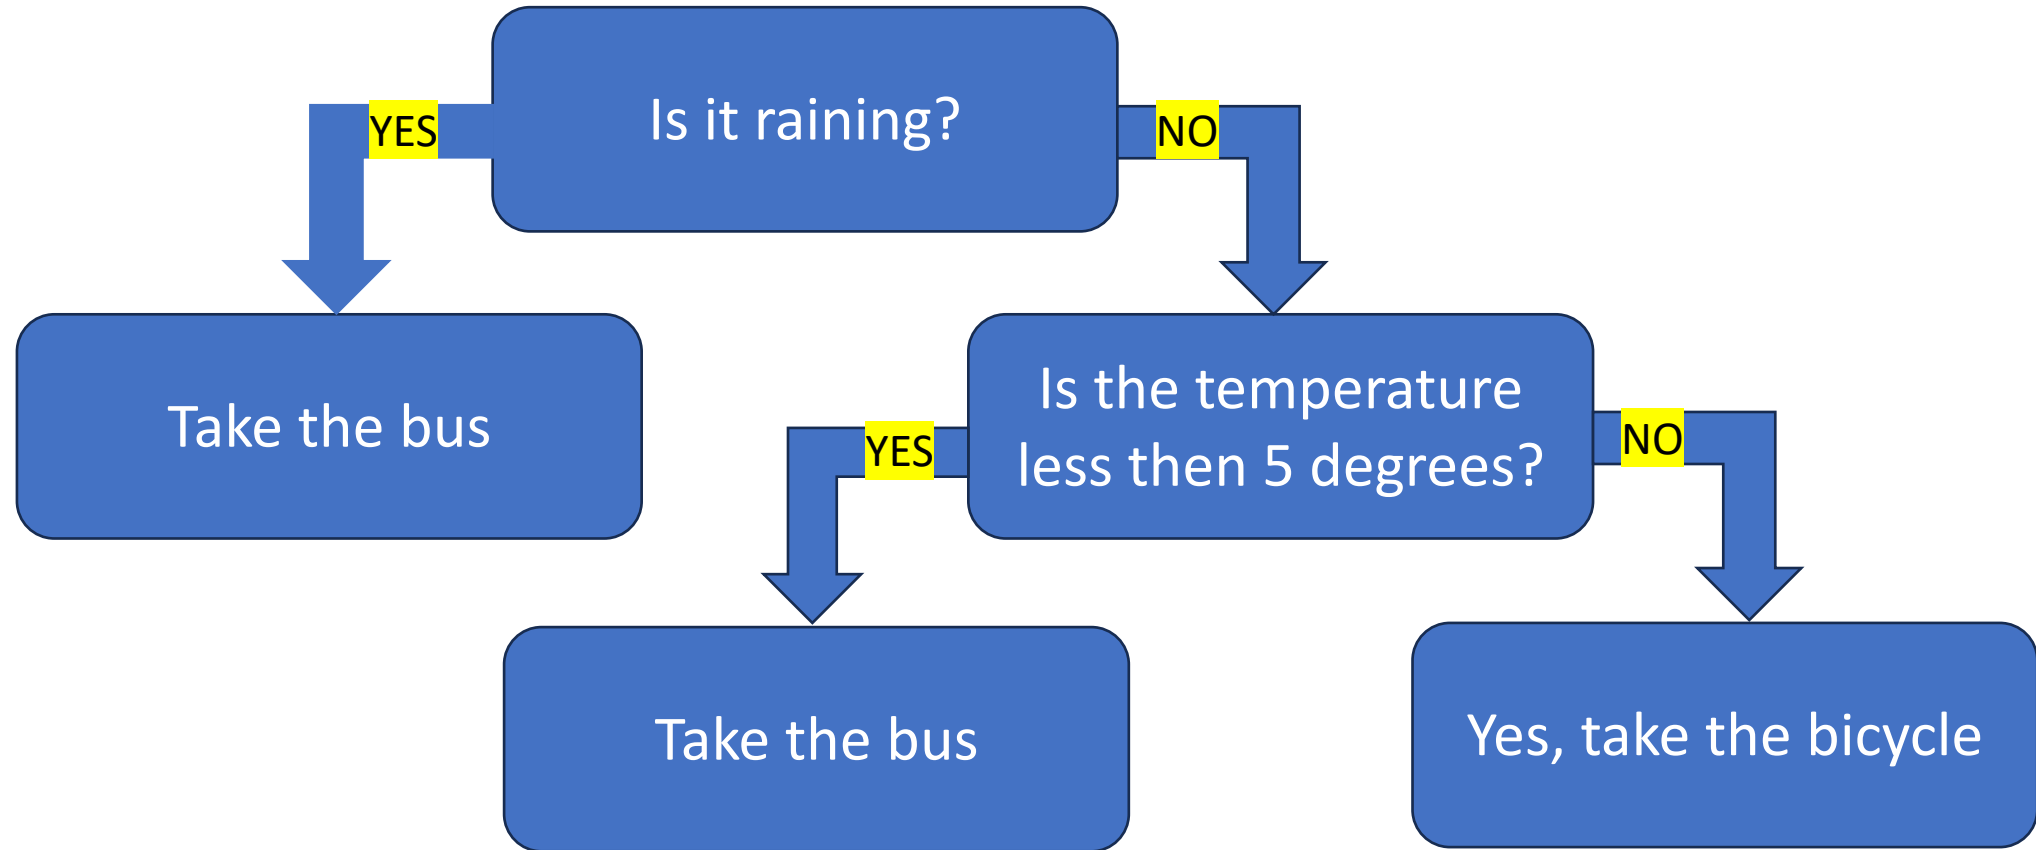 Is it raining?
YES
NO
Take the bus
Is the temperature
less then 5 degrees?
YES
NO
Take the bus
Yes, take the bicycle